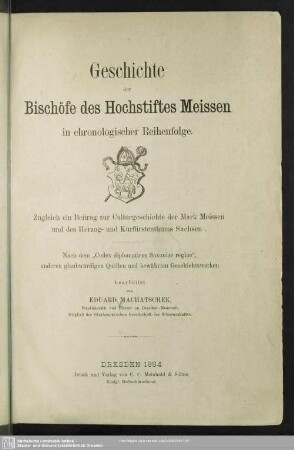 Geschichte
der
Bischöfe des Hochstiftes Meissen
in chronologischer Reihenfolge.
Zugleich ein Beitrag zur Culturgeschichte der Mark Meissen
und des Herzog- und Kurfürstenthums Sachsen.
Nach dem „Codex diplomaticus Saxoniae regiae“,
anderen glaubwürdigen Quellen und bewährten Geschichtswerken
bearbeitet
von
EDUARD MACHATSCHEK,
DRESDEN 1884
Druck und Verlag von C. C. Meinhold & Söhne,
Königl. Hofbuchdruckerei.